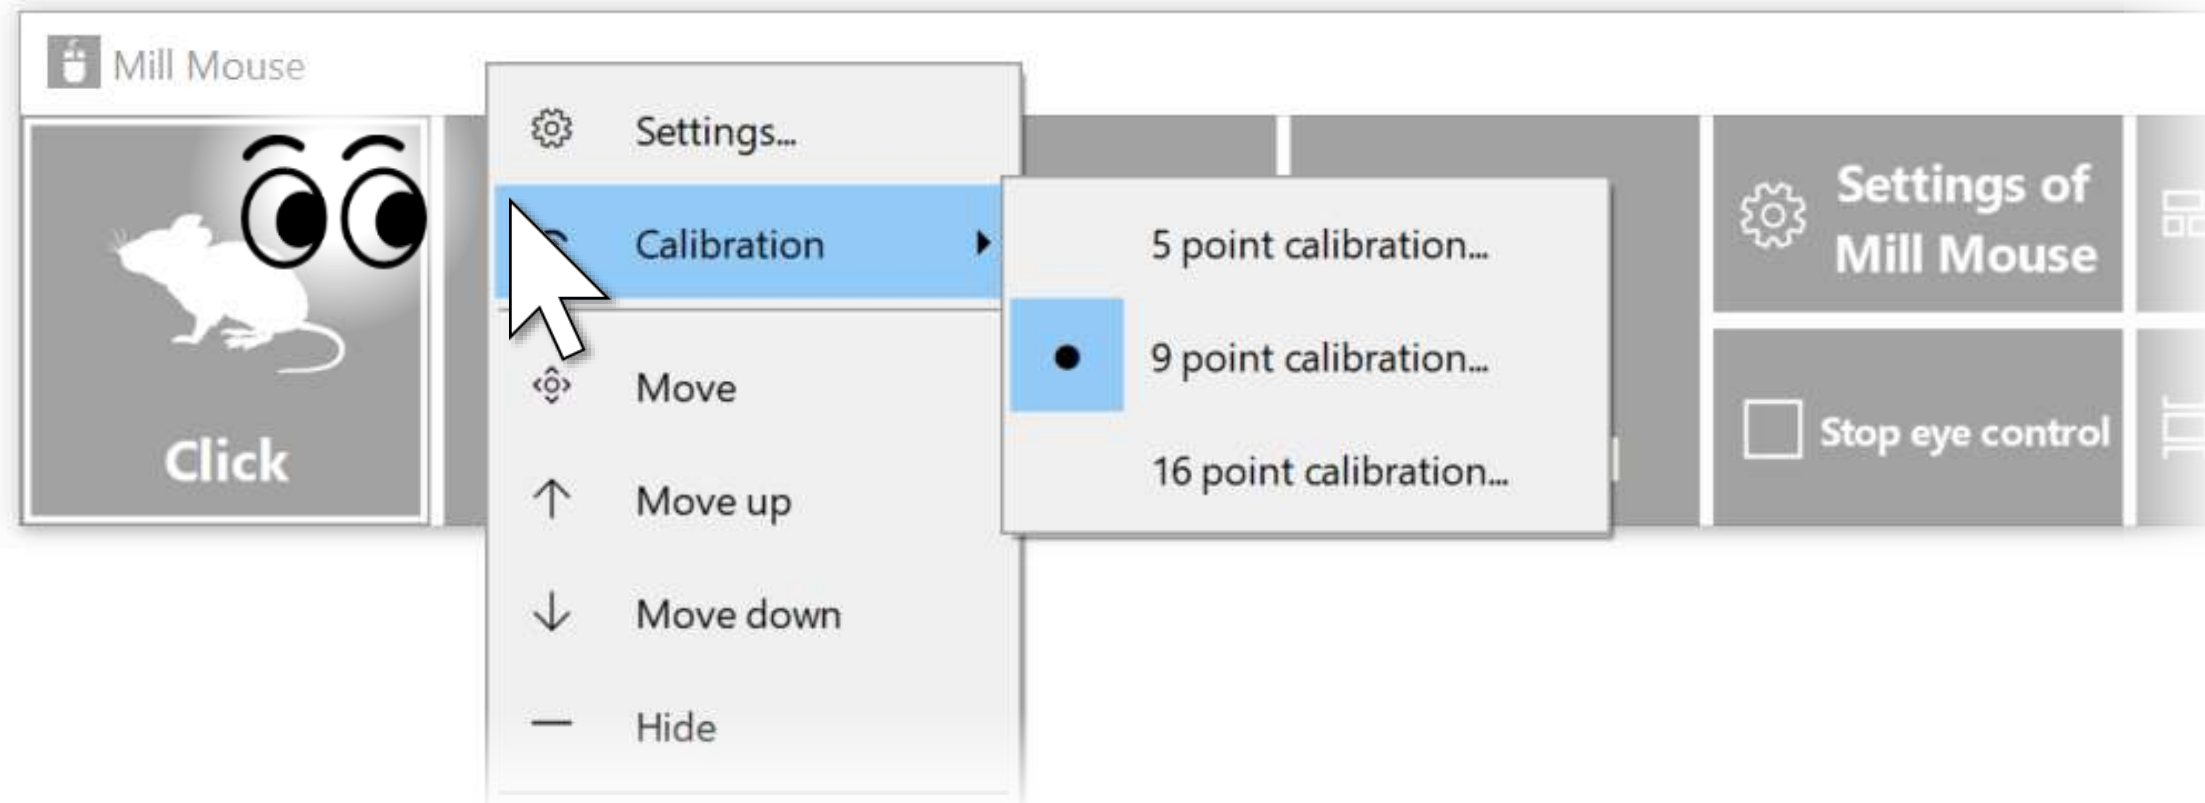 Mill Mouse
Click
Settings...
Calibration
Move
Move up
Move down
Hide
5 point calibration...
9 point calibration...
16 point calibration...
Settings of
Mill Mouse
Stop eye control